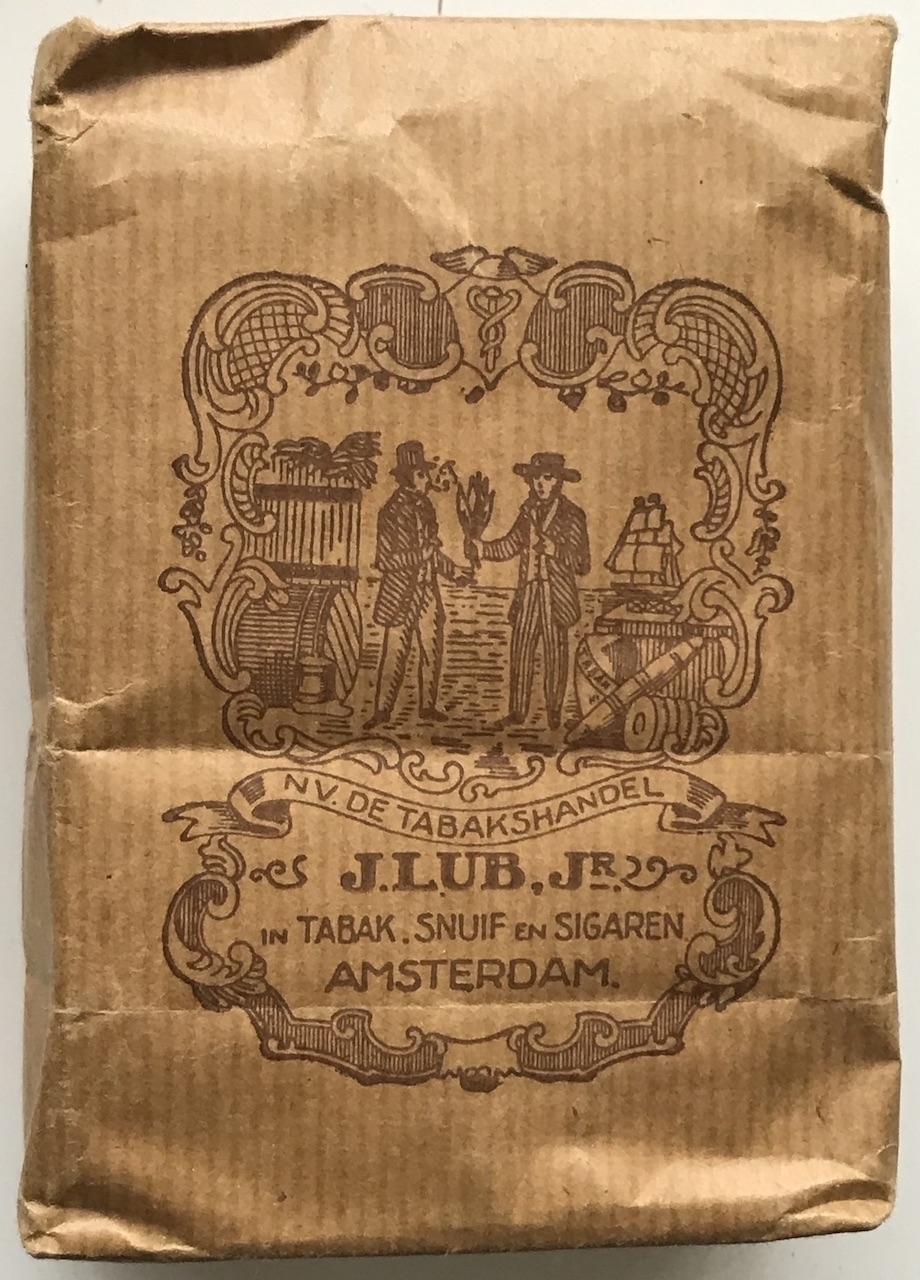 N.V. DE TABAKSHANDEL
J. LUB, JR.
IN TABAK. SNUIF EN SIGAREN
AMSTERDAM.